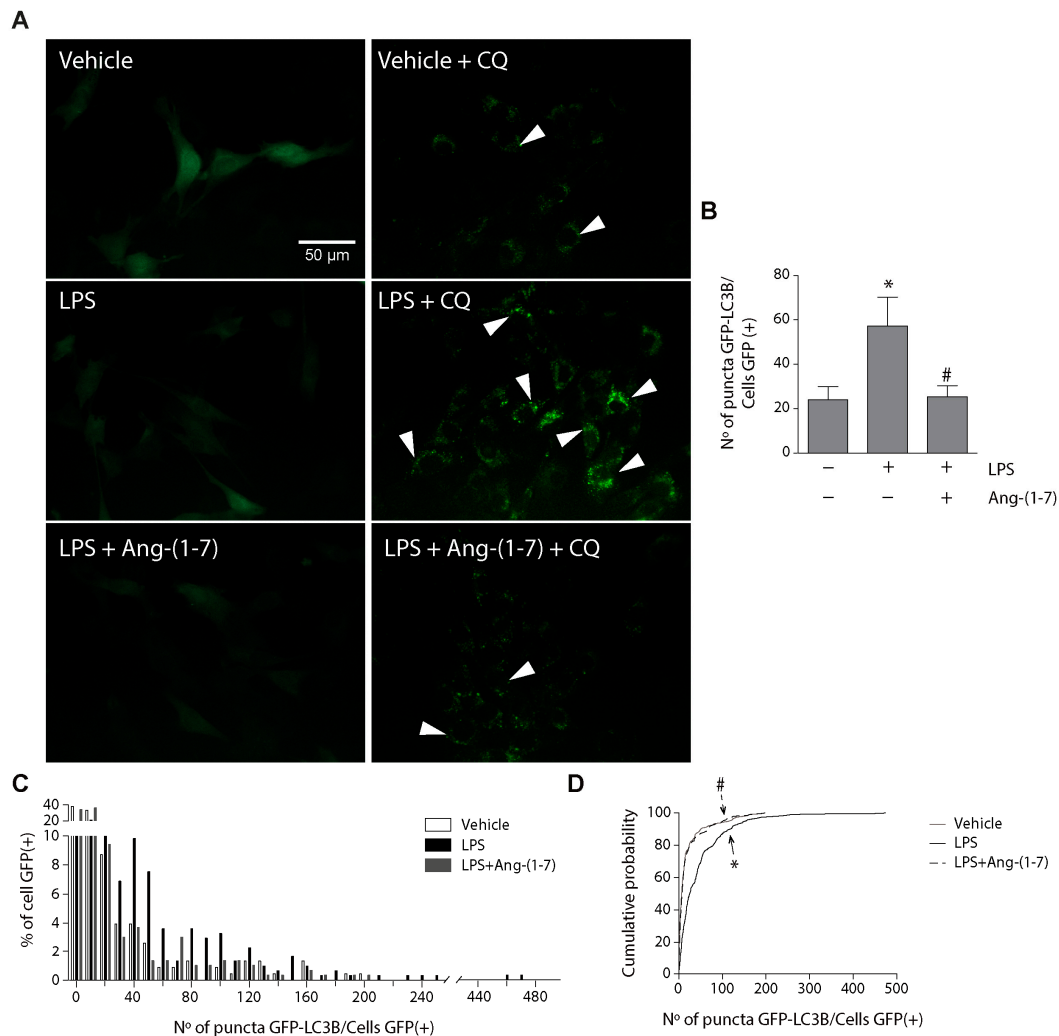 A
Vehicle
Vehicle + CQ
50 µm
LPS
LPS + CQ
LPS + Ang-(1-7)
LPS + Ang-(1-7) + CQ
B
Nº of puncta GFP-LC3B/
Cells GFP (+)
80
60
40
20
0
*
#
− + + LPS
− − + Ang-(1-7)
C
% of cell GFP(+)
40
20
10
8
6
4
2
0
0 40 80 120 160 200 240 440 480
Nº of puncta GFP-LC3B/Cells GFP(+)
Vehicle
LPS
LPS+Ang-(1-7)
D
Cumulative probability
100
80
60
40
20
0
#
*
0 100 200 300 400 500
Nº of puncta GFP-LC3B/Cells GFP(+)
Vehicle
LPS
LPS+Ang-(1-7)